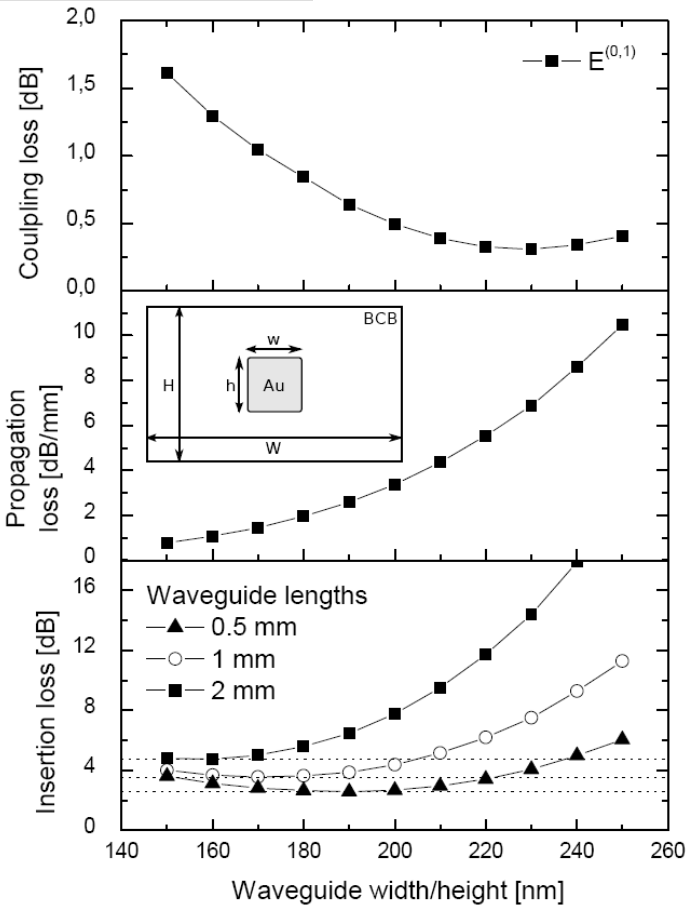 2,0
1,5
1,0
0,5
0,0
Coulpling loss [dB]
E(0,1)
10
8
6
4
2
0
Propagation
loss [dB/mm]
BCB
w
H
h
Au
W
16
12
8
4
0
Insertion loss [dB]
Waveguide lengths
0.5 mm
1 mm
2 mm
140 160 180 200 220 240 260
Waveguide width/height [nm]